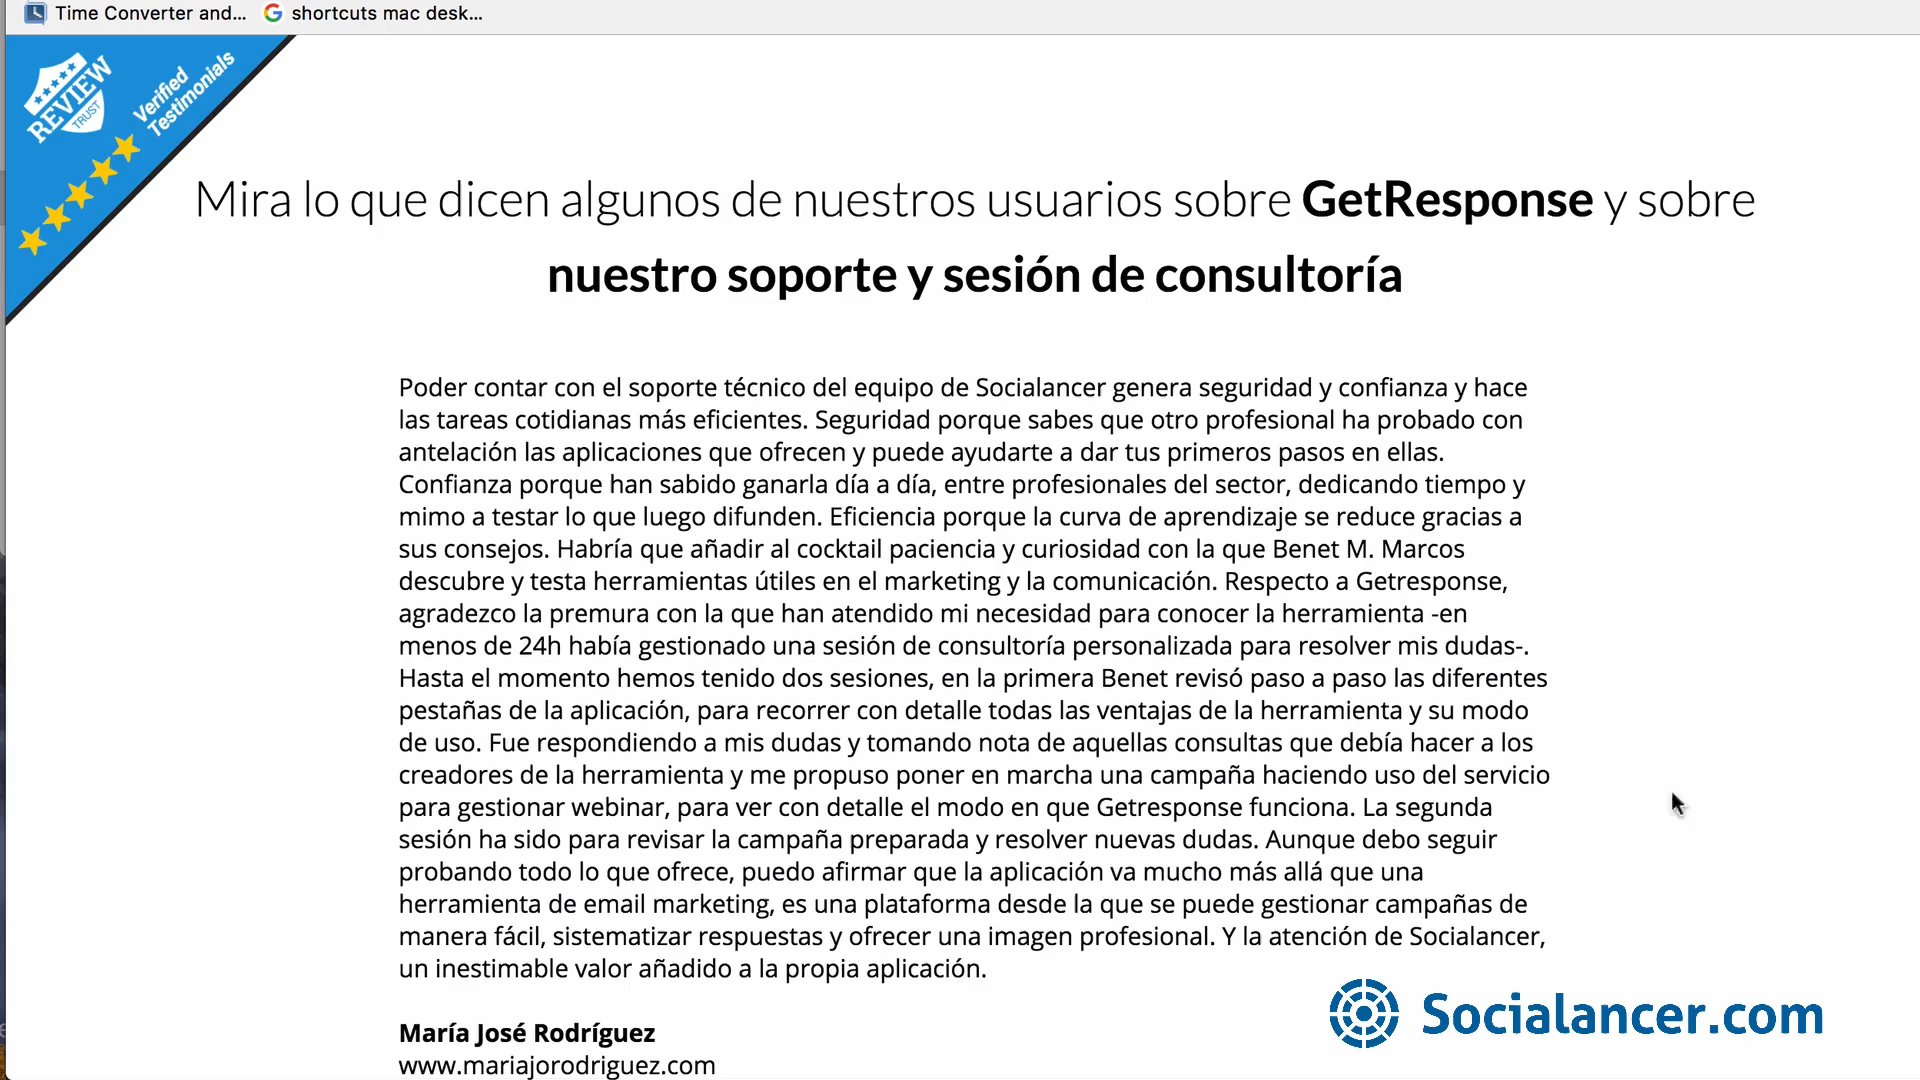 Time Converter and...
shortcuts mac desk...
REVIEW
TRUST
Verified
Testimonials
Mira lo que dicen algunos de nuestros usuarios sobre GetResponse y sobre
nuestro soporte y sesión de consultoría
Poder contar con el soporte técnico del equipo de Socialancer genera seguridad y confianza y hace
las tareas cotidianas más eficientes. Seguridad porque sabes que otro profesional ha probado con
antelación las aplicaciones que ofrecen y puede ayudarte a dar tus primeros pasos en ellas.
Confianza porque han sabido ganarla día a día, entre profesionales del sector, dedicando tiempo y
mimo a testar lo que luego difunden. Eficiencia porque la curva de aprendizaje se reduce gracias a
sus consejos. Habría que añadir al cocktail paciencia y curiosidad con la que Benet M. Marcos
descubre y testa herramientas útiles en el marketing y la comunicación. Respecto a Getresponse,
agradezco la premura con la que han atendido mi necesidad para conocer la herramienta -en
menos de 24h había gestionado una sesión de consultoría personalizada para resolver mis dudas-.
Hasta el momento hemos tenido dos sesiones, en la primera Benet revisó paso a paso las diferentes
pestañas de la aplicación, para recorrer con detalle todas las ventajas de la herramienta y su modo
de uso. Fue respondiendo a mis dudas y tomando nota de aquellas consultas que debía hacer a los
creadores de la herramienta y me propuso poner en marcha una campaña haciendo uso del servicio
para gestionar webinar, para ver con detalle el modo en que Getresponse funciona. La segunda
sesión ha sido para revisar la campaña preparada y resolver nuevas dudas. Aunque debo seguir
probando todo lo que ofrece, puedo afirmar que la aplicación va mucho más allá que una
herramienta de email marketing, es una plataforma desde la que se puede gestionar campañas de
manera fácil, sistematizar respuestas y ofrecer una imagen profesional. Y la atención de Socialancer,
un inestimable valor añadido a la propia aplicación.
María José Rodríguez
www.mariajorodriguez.com
Socialancer.com